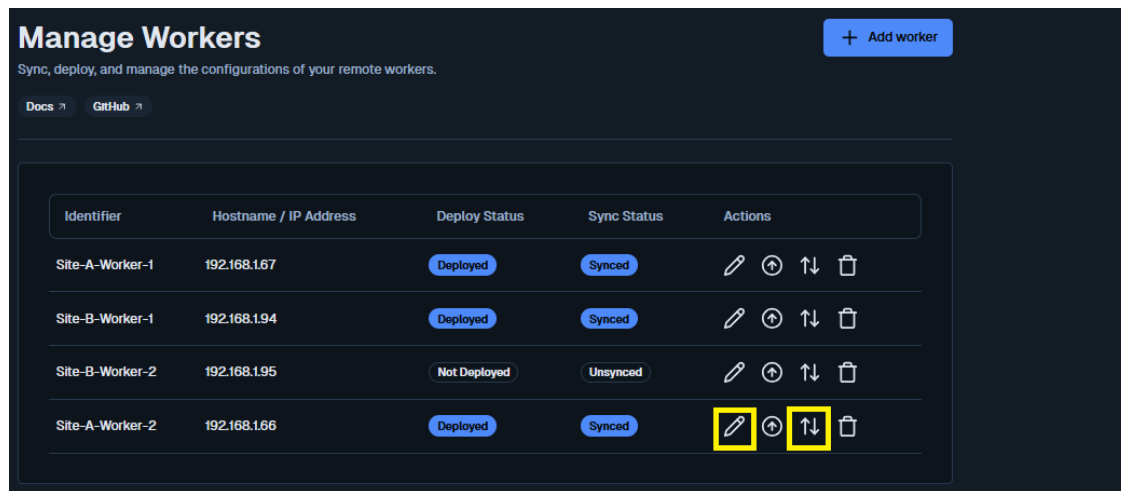 Manage Workers
+ Add worker
Sync, deploy, and manage the configurations of your remote workers.
Docs ↗ GitHub ↗
Identifier Hostname / IP Address Deploy Status Sync Status Actions
Site-A-Worker-1 192.168.1.67 Deployed Synced
Site-B-Worker-1 192.168.1.94 Deployed Synced
Site-B-Worker-2 192.168.1.95 Not Deployed Unsynced
Site-A-Worker-2 192.168.1.66 Deployed Synced